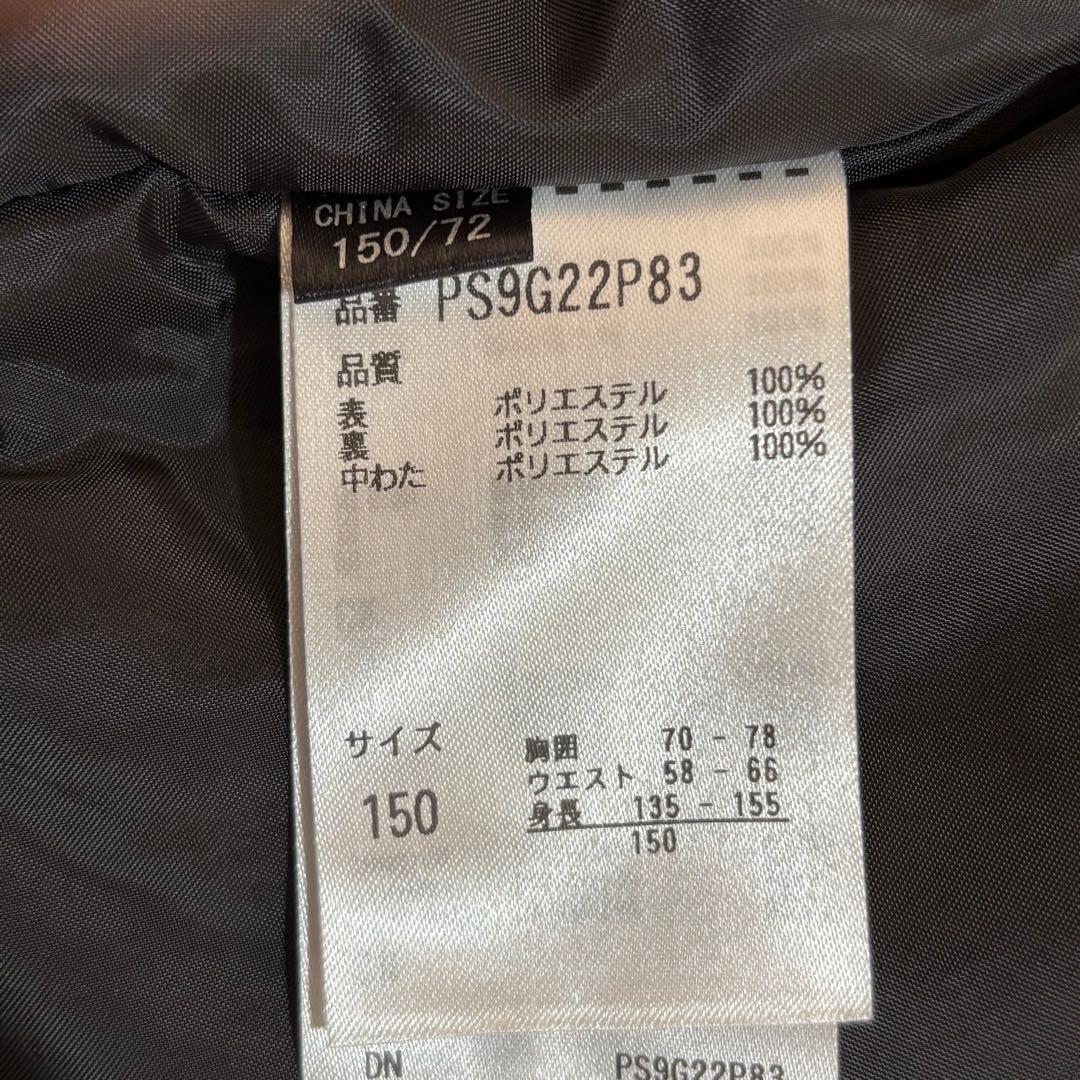 CHINA SIZE
150/72
品番 PS9G22P83
品質
表 ポリエステル 100%
裏 ポリエステル 100%
中わた ポリエステル 100%
サイズ
胸囲 70 - 78
ウエスト 58 - 66
身長 135 - 155
150
150
DN PS9G22P83